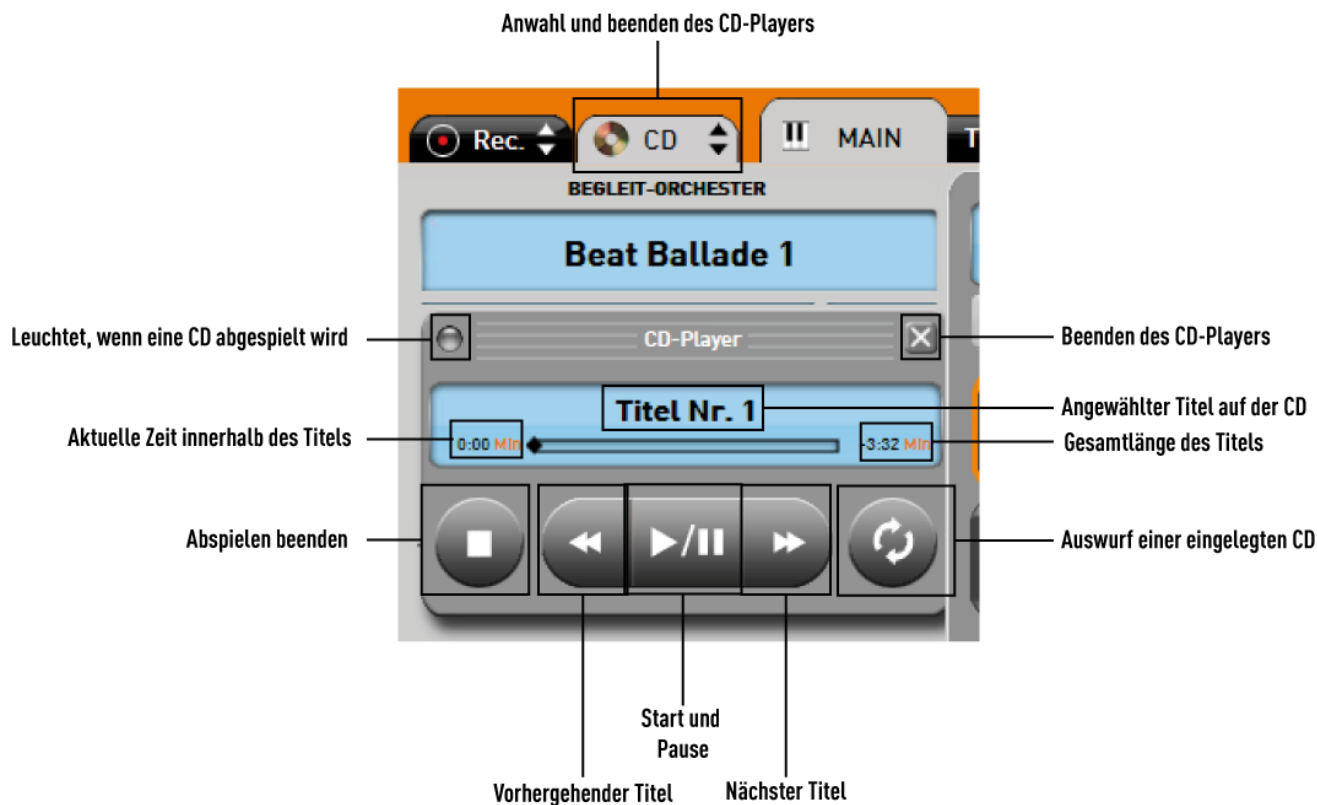 Anwahl und beenden des CD-Players
Rec.
CD
MAIN
T
BEGLEIT-ORCHESTER
Beat Ballade 1
Leuchtet, wenn eine CD abgespielt wird
CD-Player
Beenden des CD-Players
Titel Nr. 1
Angewählter Titel auf der CD
Aktuelle Zeit innerhalb des Titels
0:00 Min
-3:32 Min
Gesamtlänge des Titels
Abspielen beenden
Auswurf einer eingelegten CD
Start und
Pause
Vorhergehender Titel
Nächster Titel